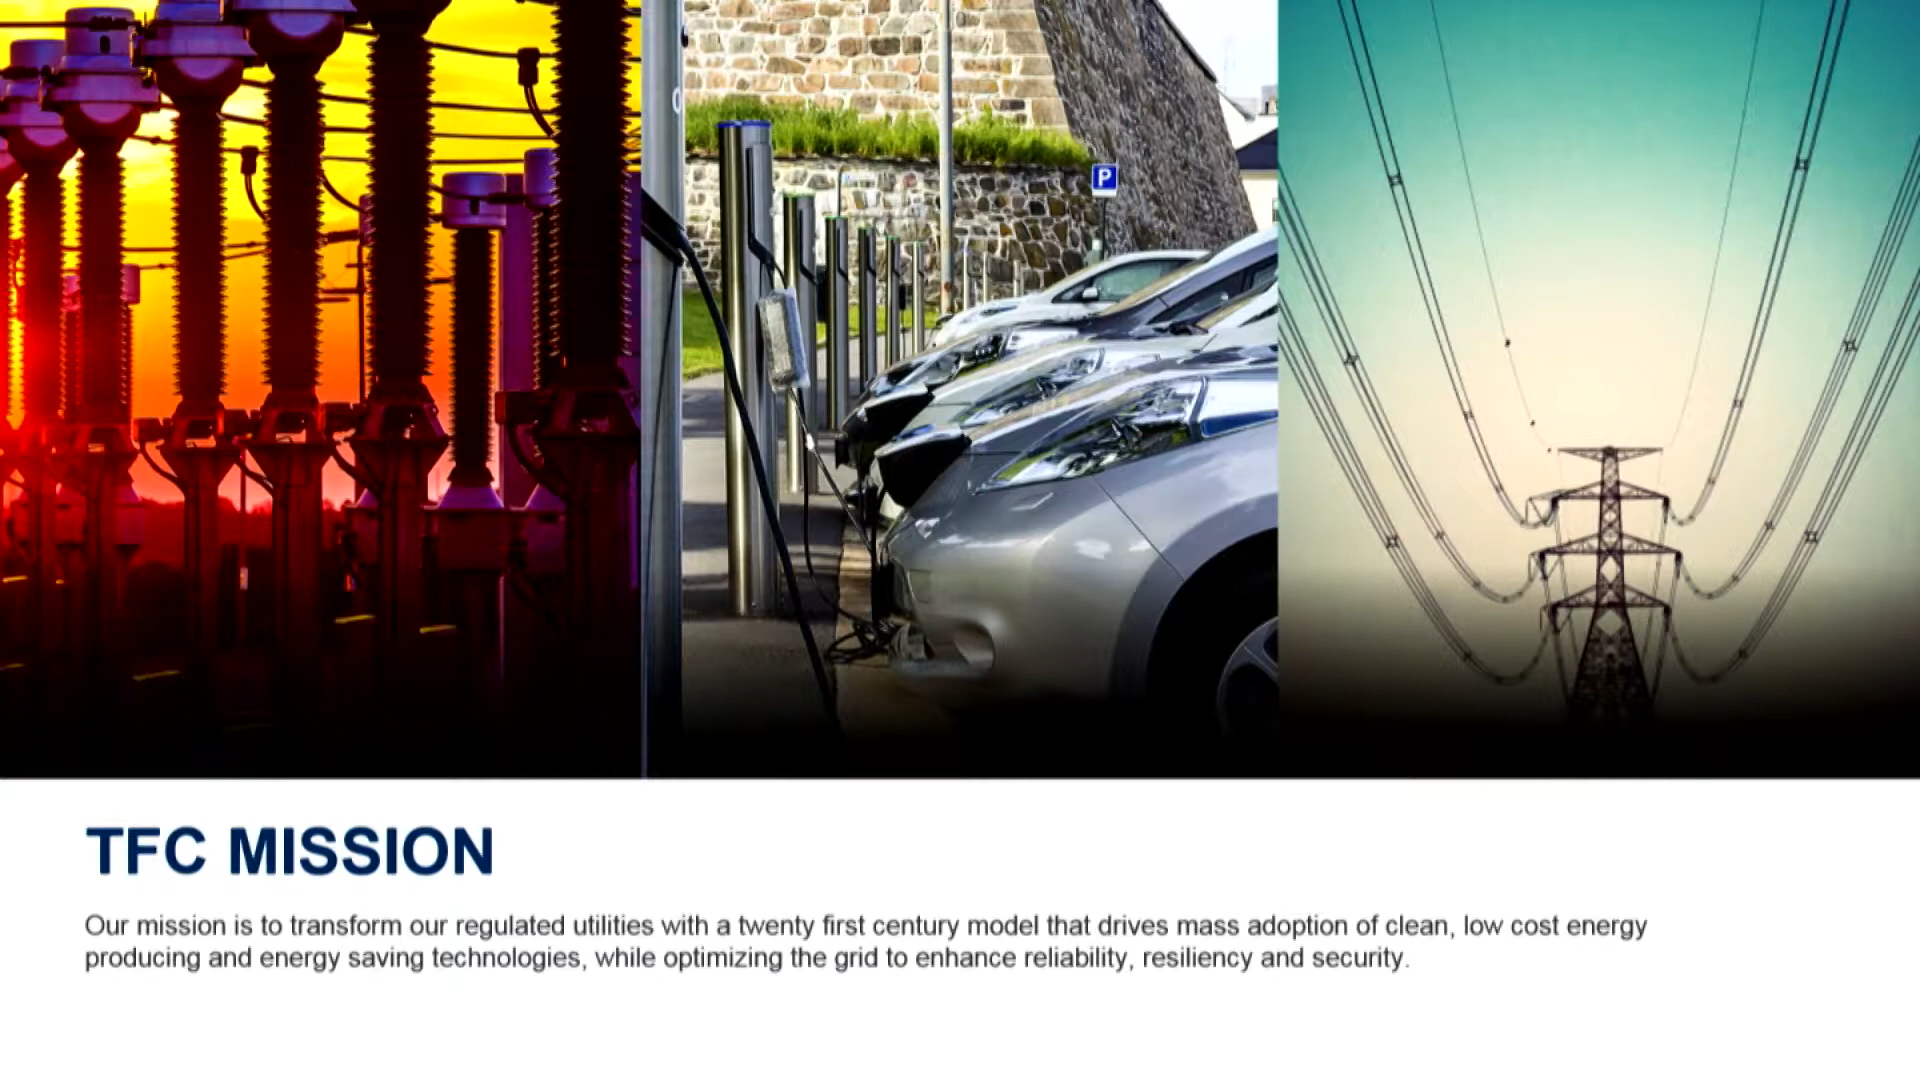 P
TFC MISSION
Our mission is to transform our regulated utilities with a twenty first century model that drives mass adoption of clean, low cost energy
producing and energy saving technologies, while optimizing the grid to enhance reliability, resiliency and security.